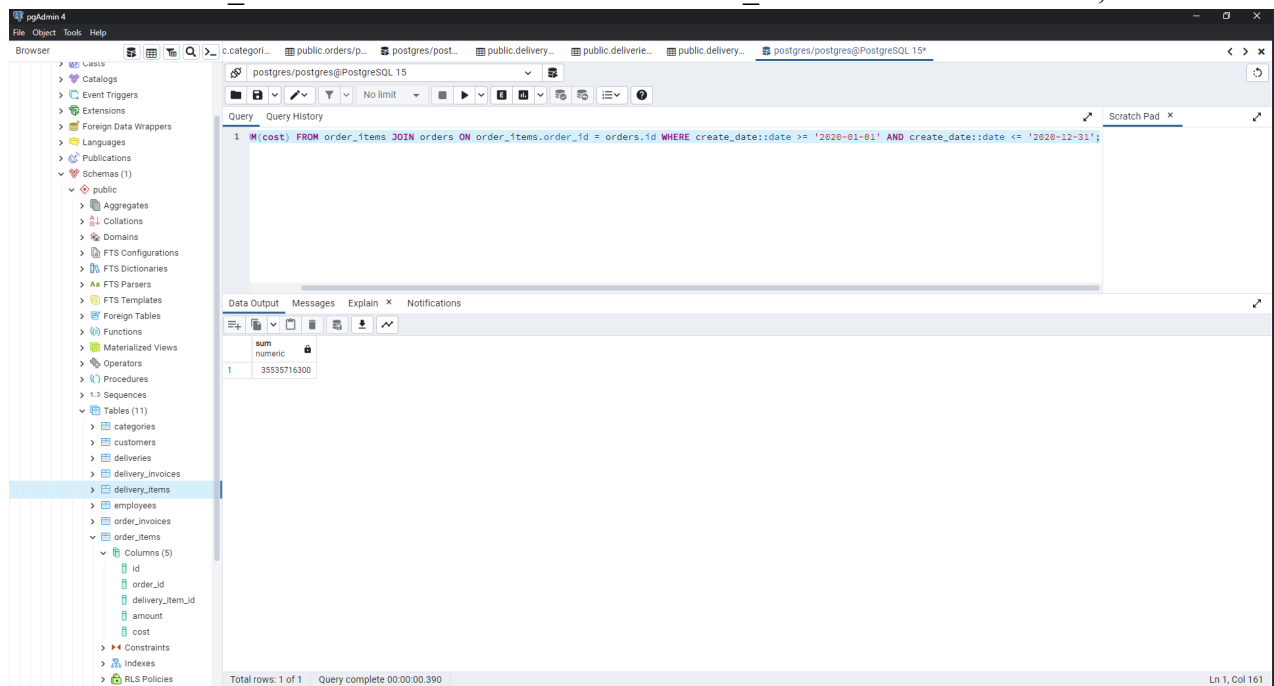 pgAdmin 4
File Object Tools Help
Browser
c.categori... public.orders/p... postgres/post... public.delivery... public.deliverie... public.delivery... postgres/postgres@PostgreSQL 15*
Casts
Catalogs
Event Triggers
Extensions
Foreign Data Wrappers
Languages
Publications
Schemas (1)
public
Aggregates
Collations
Domains
FTS Configurations
FTS Dictionaries
FTS Parsers
FTS Templates
Foreign Tables
Functions
Materialized Views
Operators
Procedures
1..3 Sequences
Tables (11)
categories
customers
deliveries
delivery_invoices
delivery_items
employees
order_invoices
order_items
Columns (5)
id
order_id
delivery_item_id
amount
cost
Constraints
Indexes
RLS Policies
postgres/postgres@PostgreSQL 15
No limit
E
Query Query History
Scratch Pad
1 M(cost) FROM order_items JOIN orders ON order_items.order_id = orders.id WHERE create_date::date >= '2020-01-01' AND create_date::date <= '2020-12-31';
Data Output Messages Explain Notifications
sum
numeric
1 35535716300
Total rows: 1 of 1 Query complete 00:00:00.390
Ln 1, Col 161